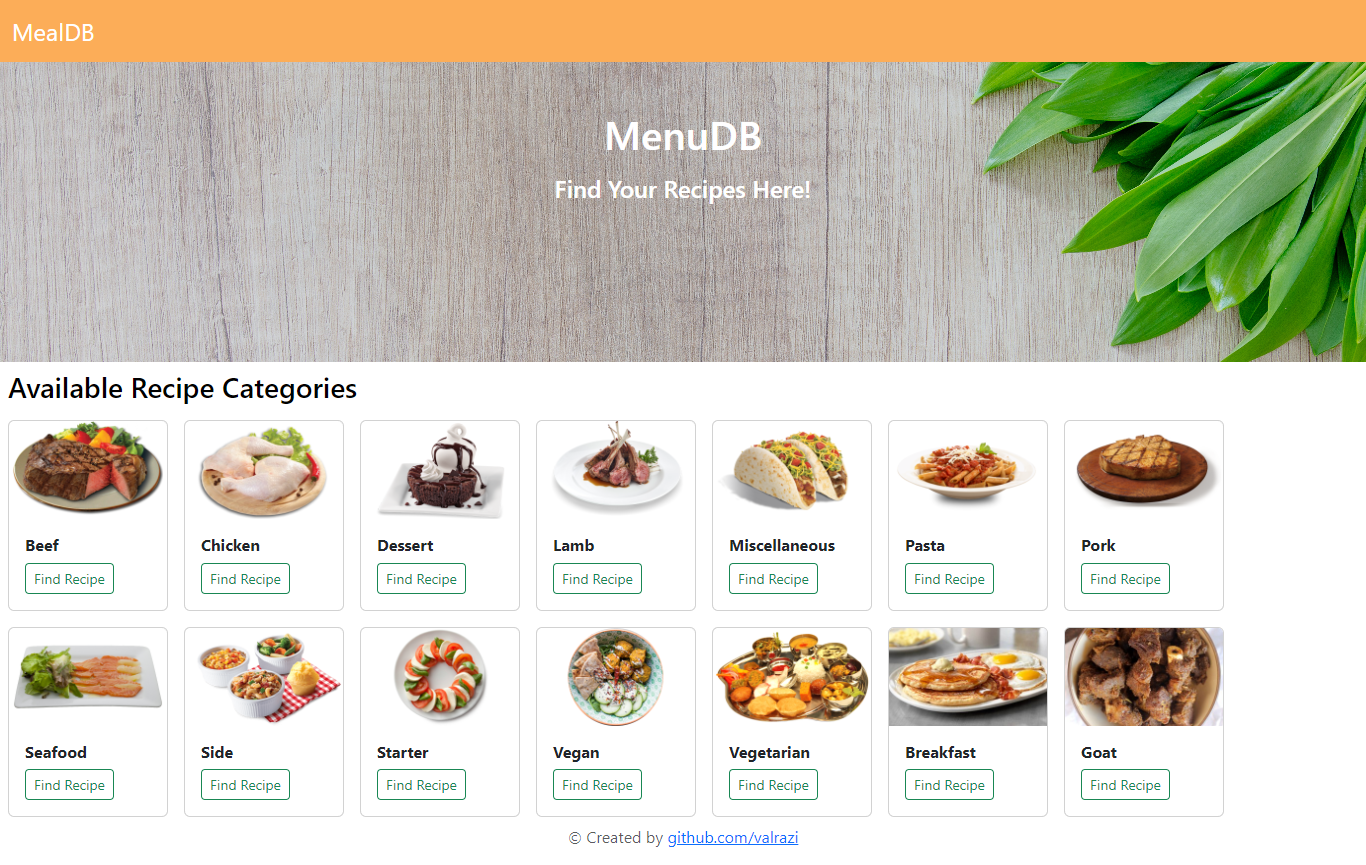 MealDB
MenuDB
Find Your Recipes Here!
Available Recipe Categories
Beef
Find Recipe
Chicken
Find Recipe
Dessert
Find Recipe
Lamb
Find Recipe
Miscellaneous
Find Recipe
Pasta
Find Recipe
Pork
Find Recipe
Seafood
Find Recipe
Side
Find Recipe
Starter
Find Recipe
Vegan
Find Recipe
Vegetarian
Find Recipe
Breakfast
Find Recipe
Goat
Find Recipe
© Created by github.com/valrazi